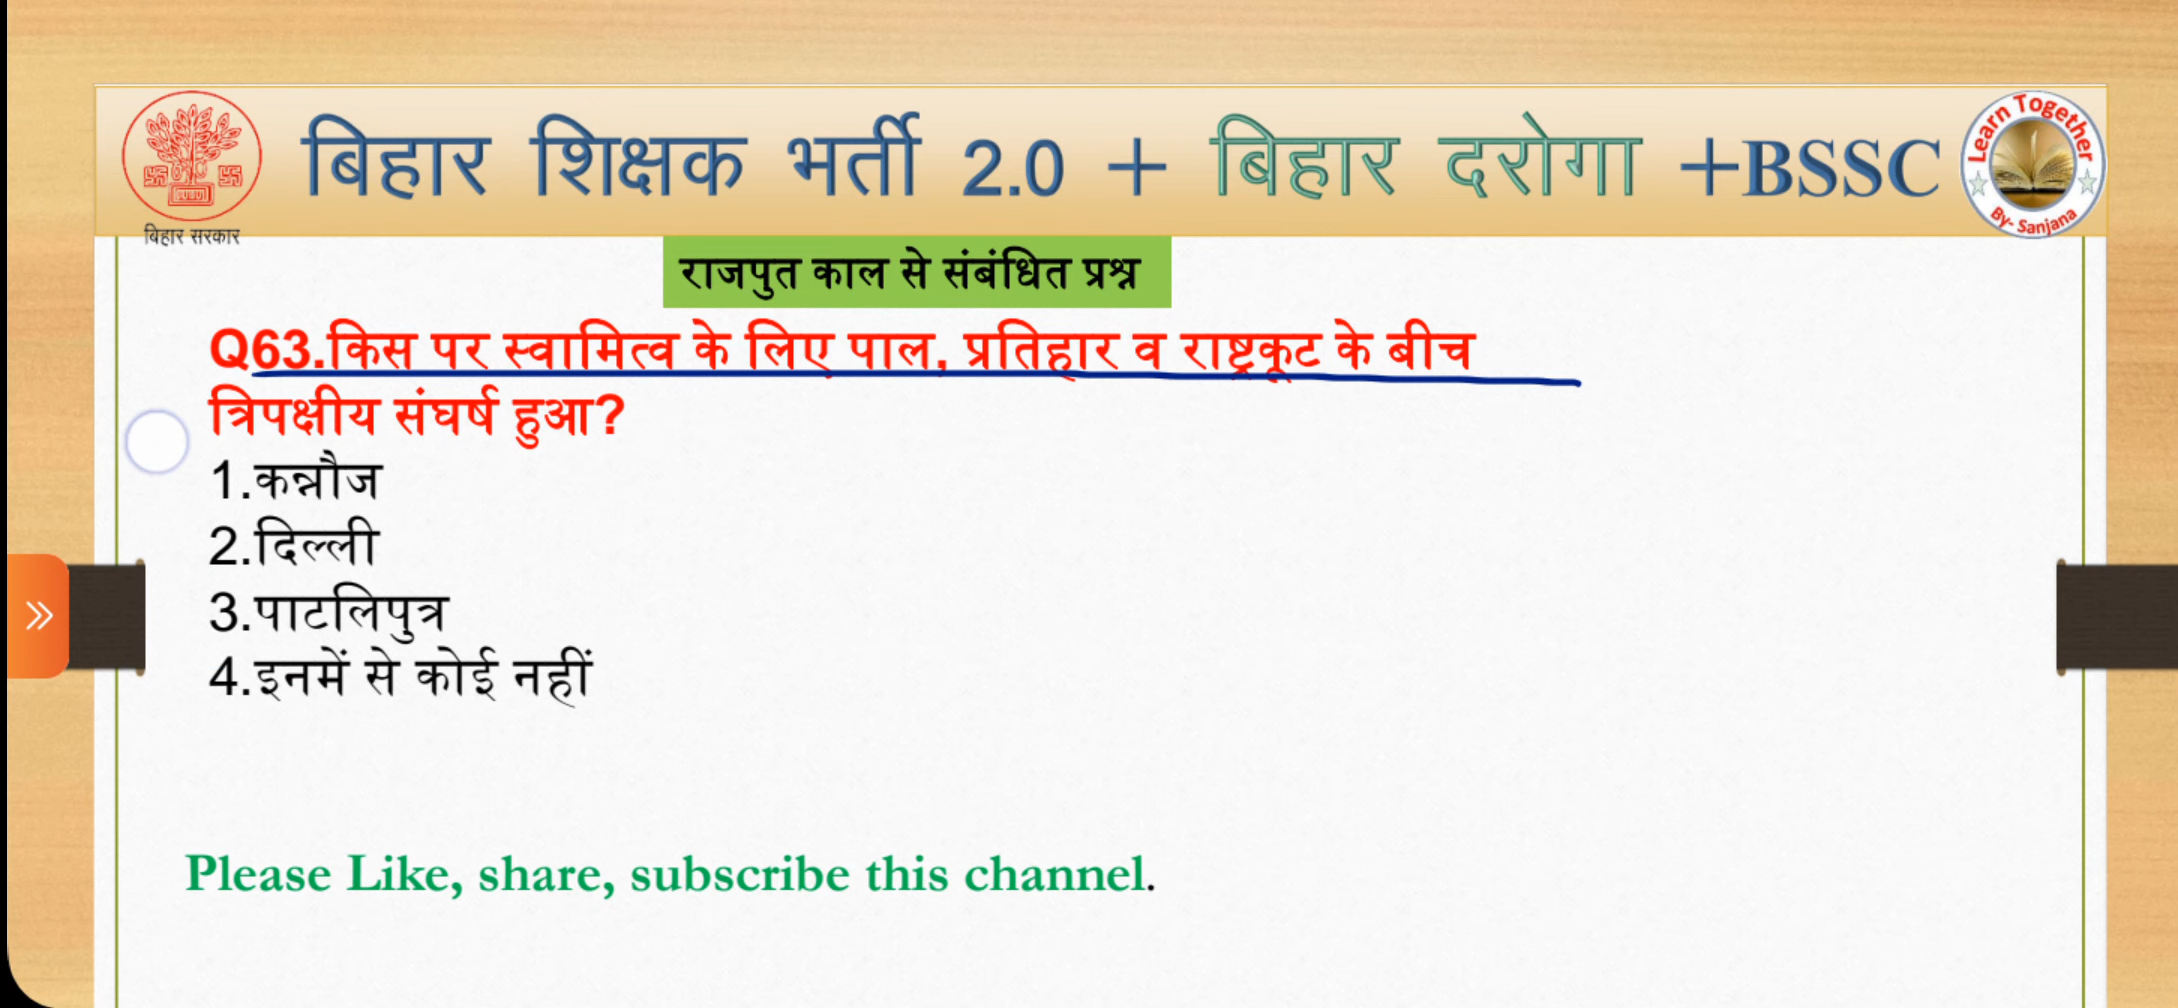 बिहार शिक्षक भर्ती 2.0 + बिहार दरोगा +BSSC
Learn Together
By- Sanjana
बिहार सरकार
राजपुत काल से संबंधित प्रश्न
Q63.किस पर स्वामित्व के लिए पाल, प्रतिहार व राष्ट्रकूट के बीच
त्रिपक्षीय संघर्ष हुआ?
1.कन्नौज
2.दिल्ली
3.पाटलिपुत्र
4.इनमें से कोई नहीं
Please Like, share, subscribe this channel.